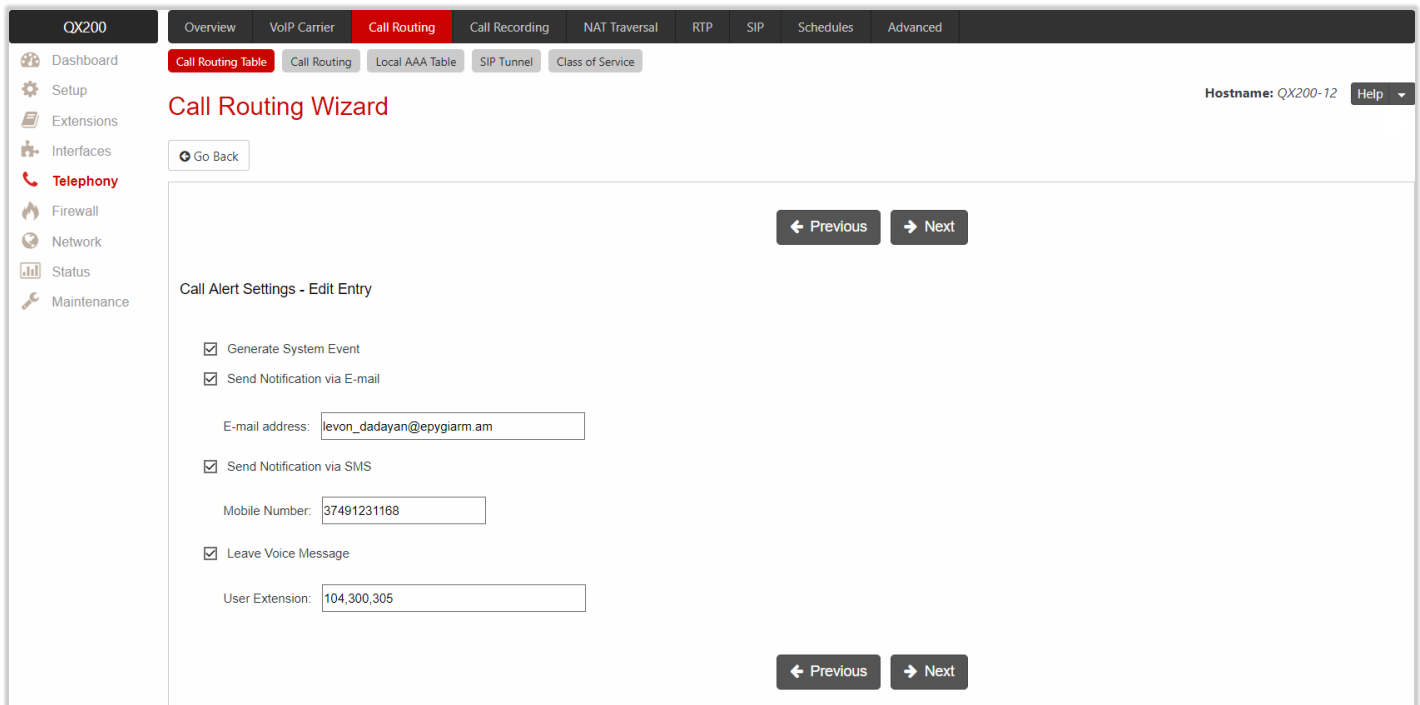 QX200 Overview VoIP Carrier Call Routing Call Recording NAT Traversal RTP SIP Schedules Advanced
Call Routing Table Call Routing Local AAA Table SIP Tunnel Class of Service
Dashboard
Setup
Extensions
Interfaces
Telephony
Firewall
Network
Status
Maintenance
Hostname: QX200-12 Help
Call Routing Wizard
Go Back
Previous Next
Call Alert Settings - Edit Entry
Generate System Event
Send Notification via E-mail
E-mail address: levon_dadayan@epygiarm.am
Send Notification via SMS
Mobile Number: 37491231168
Leave Voice Message
User Extension: 104,300,305
Previous Next